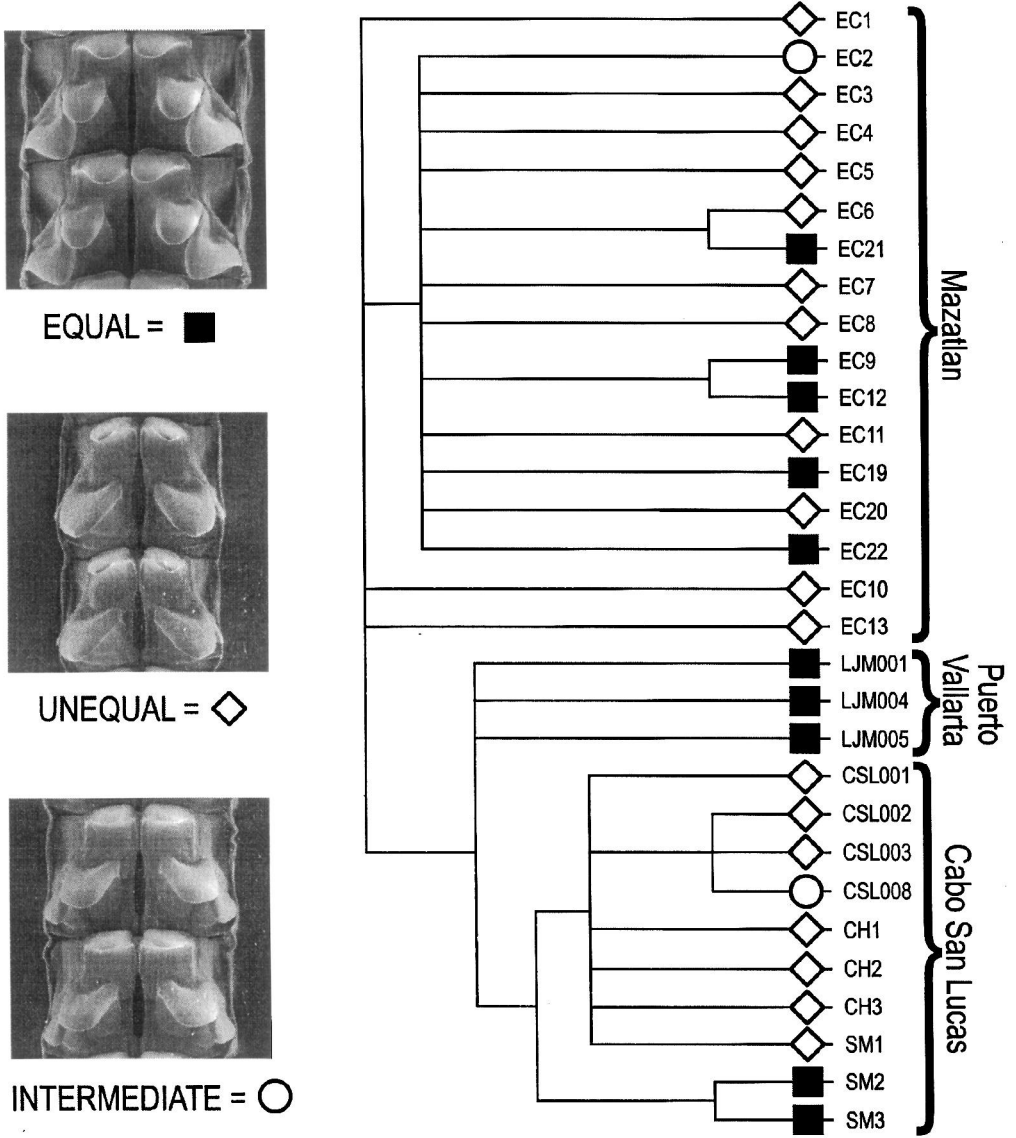 EQUAL =
UNEQUAL =
INTERMEDIATE =
EC1
EC2
EC3
EC4
EC5
EC6
EC21
EC7
EC8
EC9
EC12
EC11
EC19
EC20
EC22
EC10
EC13
LJM001
LJM004
LJM005
CSL001
CSL002
CSL003
CSL008
CH1
CH2
CH3
SM1
SM2
SM3
Mazatlan
Puerto
Vallarta
Cabo San Lucas